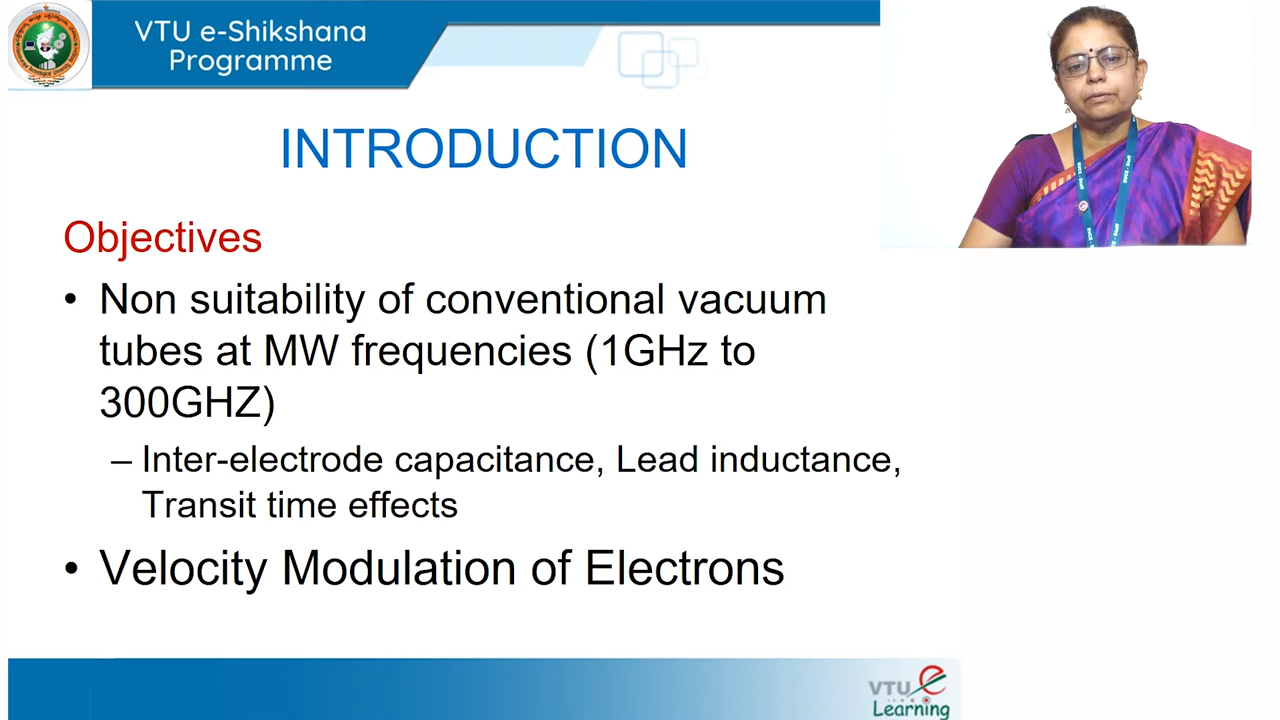 VTU e-Shikshana
Programme
INTRODUCTION
Objectives
• Non suitability of conventional vacuum
tubes at MW frequencies (1GHz to
300GHZ)
– Inter-electrode capacitance, Lead inductance,
Transit time effects
• Velocity Modulation of Electrons
VTU e
Learning